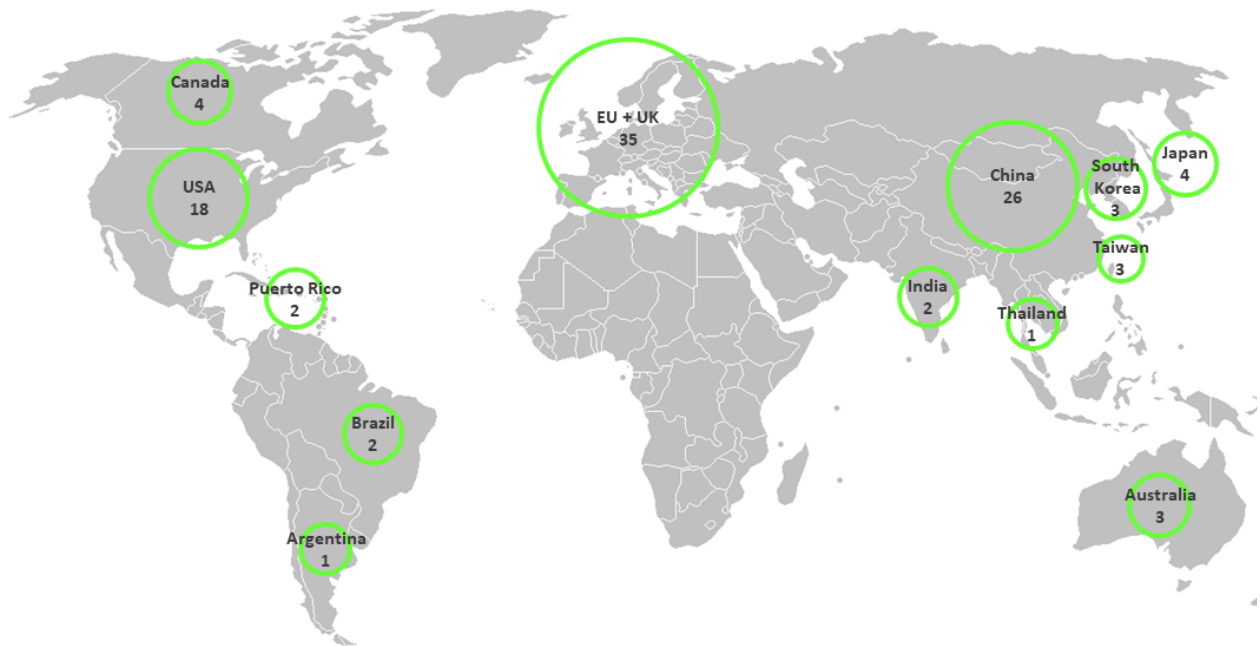 Canada
4
EU + UK
35
USA
18
China
26
South
Korea
3
Japan
4
Taiwan
3
Puerto Rico
2
India
2
Thailand
1
Brazil
2
Australia
3
Argentina
1